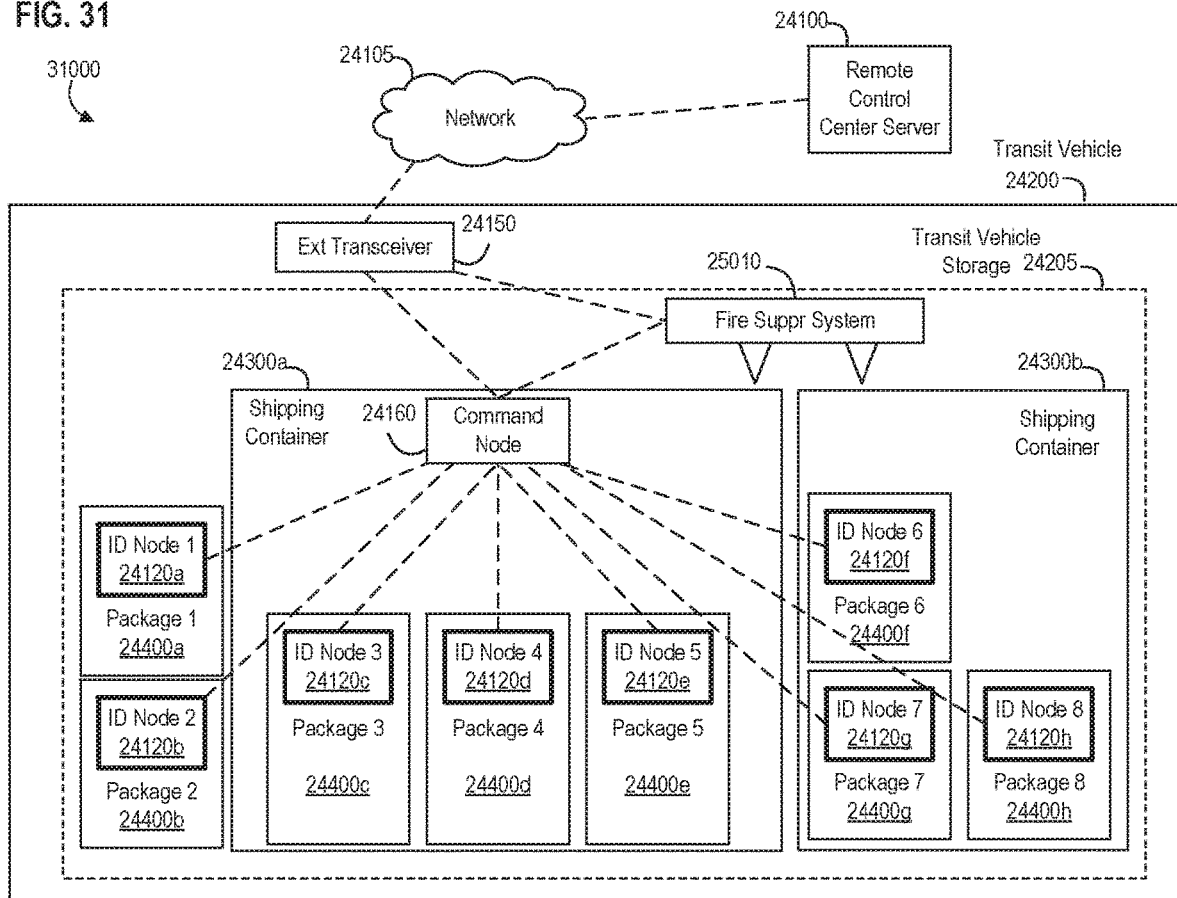 FIG. 31
31000
24105
Network
24100
Remote
Control
Center Server
Transit Vehicle
24200
Ext Transceiver
24150
Transit Vehicle
Storage 24205
25010
Fire Suppr System
24300a
Shipping
Container
24160
Command
Node
24300b
Shipping
Container
ID Node 1
24120a
Package 1
24400a
ID Node 2
24120b
Package 2
24400b
ID Node 3
24120c
Package 3
24400c
ID Node 4
24120d
Package 4
24400d
ID Node 5
24120e
Package 5
24400e
ID Node 6
24120f
Package 6
24400f
ID Node 7
24120g
Package 7
24400g
ID Node 8
24120h
Package 8
24400h